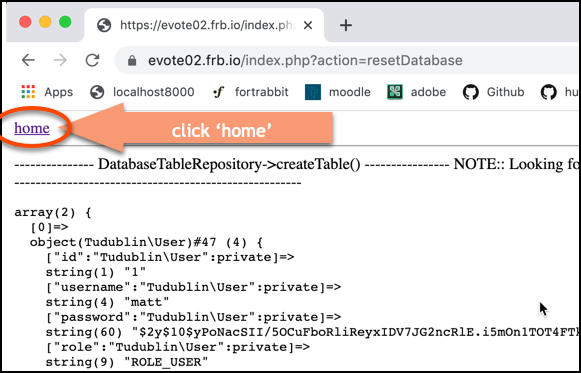 https://evote02.frb.io/index.php
evote02.frb.io/index.php?action=resetDatabase
Apps localhost8000 fortrabbit moodle adobe Github hu
home
click ‘home’
--------------- DatabaseTableRepository->createTable() ---------------- NOTE:: Looking fo
----------------------------------------------------
array(2) {
[0]=>
object(Tudublin\User)#47 (4) {
["id":"Tudublin\User":private]=>
string(1) "1"
["username":"Tudublin\User":private]=>
string(4) "matt"
["password":"Tudublin\User":private]=>
string(60) "$2y$10$yPoNacSII/5OCuFboRliReyxIDV7JG2ncRlE.i5mOn1TOT4FTk
["role":"Tudublin\User":private]=>
string(9) "ROLE_USER"